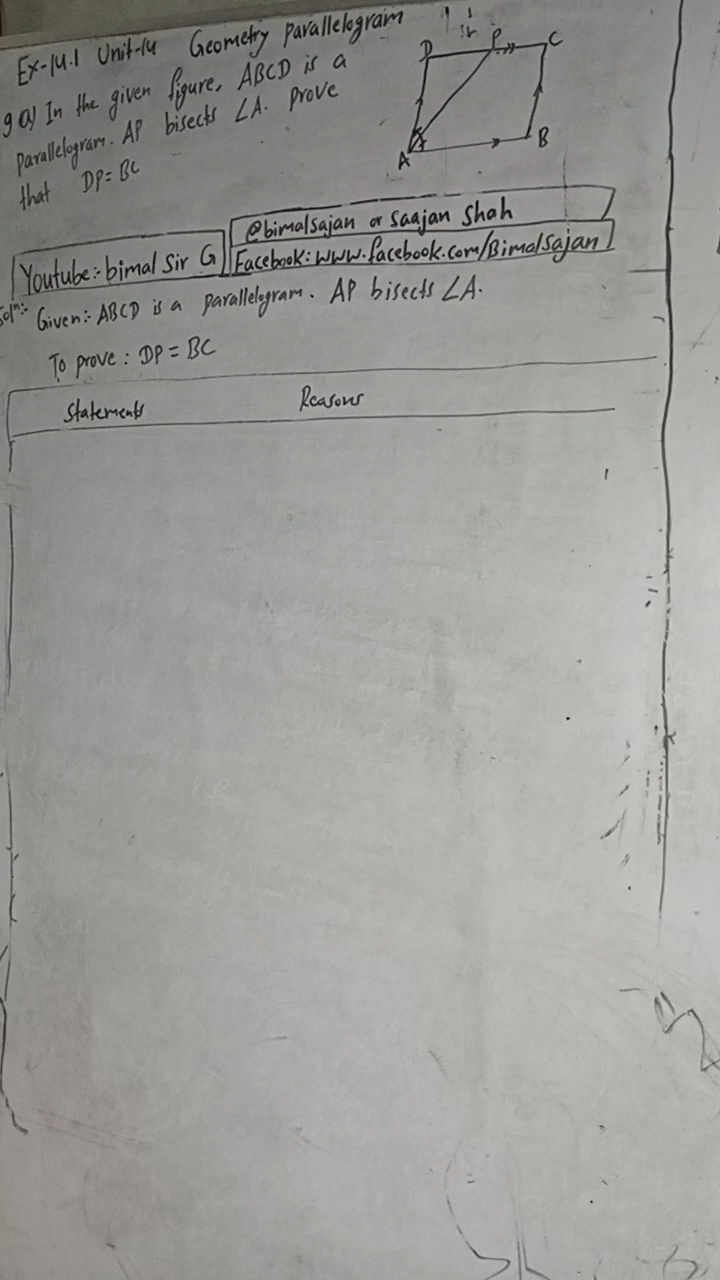 Ex-14.1 Unit-14 Geometry parallelogram
9 a) In the given figure, ABCD is a
parallelogram. AP bisects ∠A. prove
that DP = BC
D P C
A B
@bimalsajan or Saajan Shah
Youtube:- bimal Sir G
Facebook: www.facebook.com/Bimalsajan
Solⁿ:- Given:- ABCD is a parallelogram. AP bisects ∠A.
To prove : DP = BC
Statements Reasons